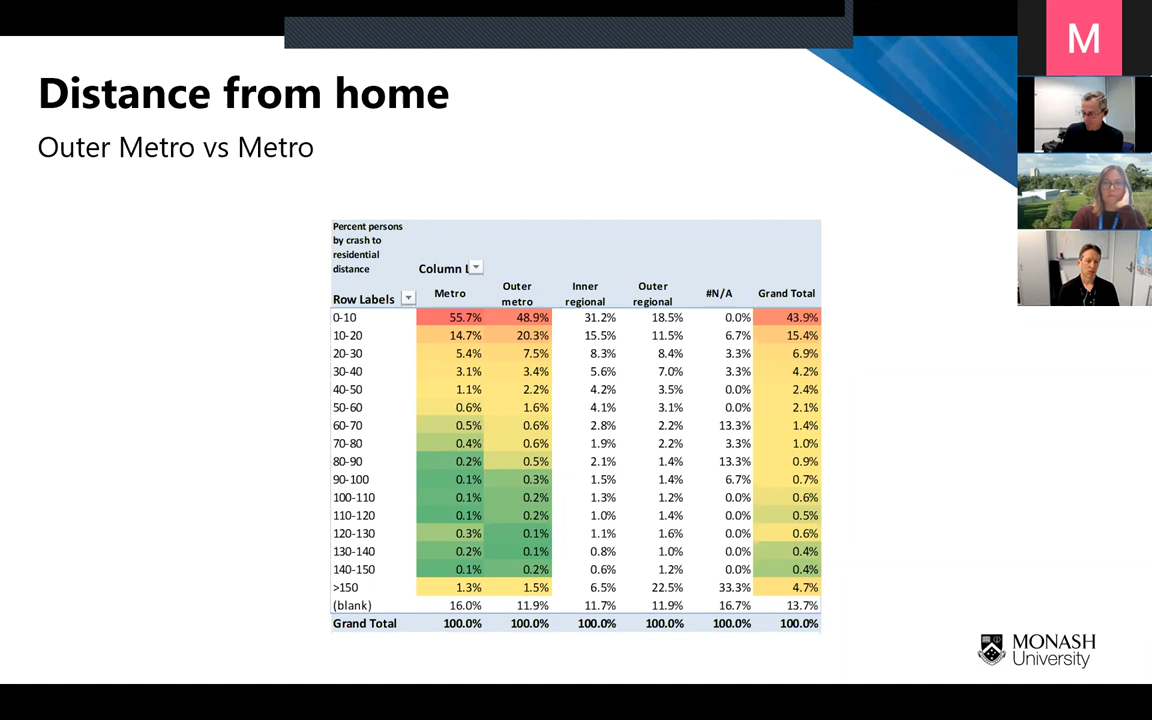 M
Distance from home
Outer Metro vs Metro
Percent persons
by crash to
residential
distance
Column L
Row Labels Metro Outer metro Inner regional Outer regional #N/A Grand Total
0-10 55.7% 48.9% 31.2% 18.5% 0.0% 43.9%
10-20 14.7% 20.3% 15.5% 11.5% 6.7% 15.4%
20-30 5.4% 7.5% 8.3% 8.4% 3.3% 6.9%
30-40 3.1% 3.4% 5.6% 7.0% 3.3% 4.2%
40-50 1.1% 2.2% 4.2% 3.5% 0.0% 2.4%
50-60 0.6% 1.6% 4.1% 3.1% 0.0% 2.1%
60-70 0.5% 0.6% 2.8% 2.2% 13.3% 1.4%
70-80 0.4% 0.6% 1.9% 2.2% 3.3% 1.0%
80-90 0.2% 0.5% 2.1% 1.4% 13.3% 0.9%
90-100 0.1% 0.3% 1.5% 1.4% 6.7% 0.7%
100-110 0.1% 0.2% 1.3% 1.2% 0.0% 0.6%
110-120 0.1% 0.2% 1.0% 1.4% 0.0% 0.5%
120-130 0.3% 0.1% 1.1% 1.6% 0.0% 0.6%
130-140 0.2% 0.1% 0.8% 1.0% 0.0% 0.4%
140-150 0.1% 0.2% 0.6% 1.2% 0.0% 0.4%
>150 1.3% 1.5% 6.5% 22.5% 33.3% 4.7%
(blank) 16.0% 11.9% 11.7% 11.9% 16.7% 13.7%
Grand Total 100.0% 100.0% 100.0% 100.0% 100.0% 100.0%
MONASH
University